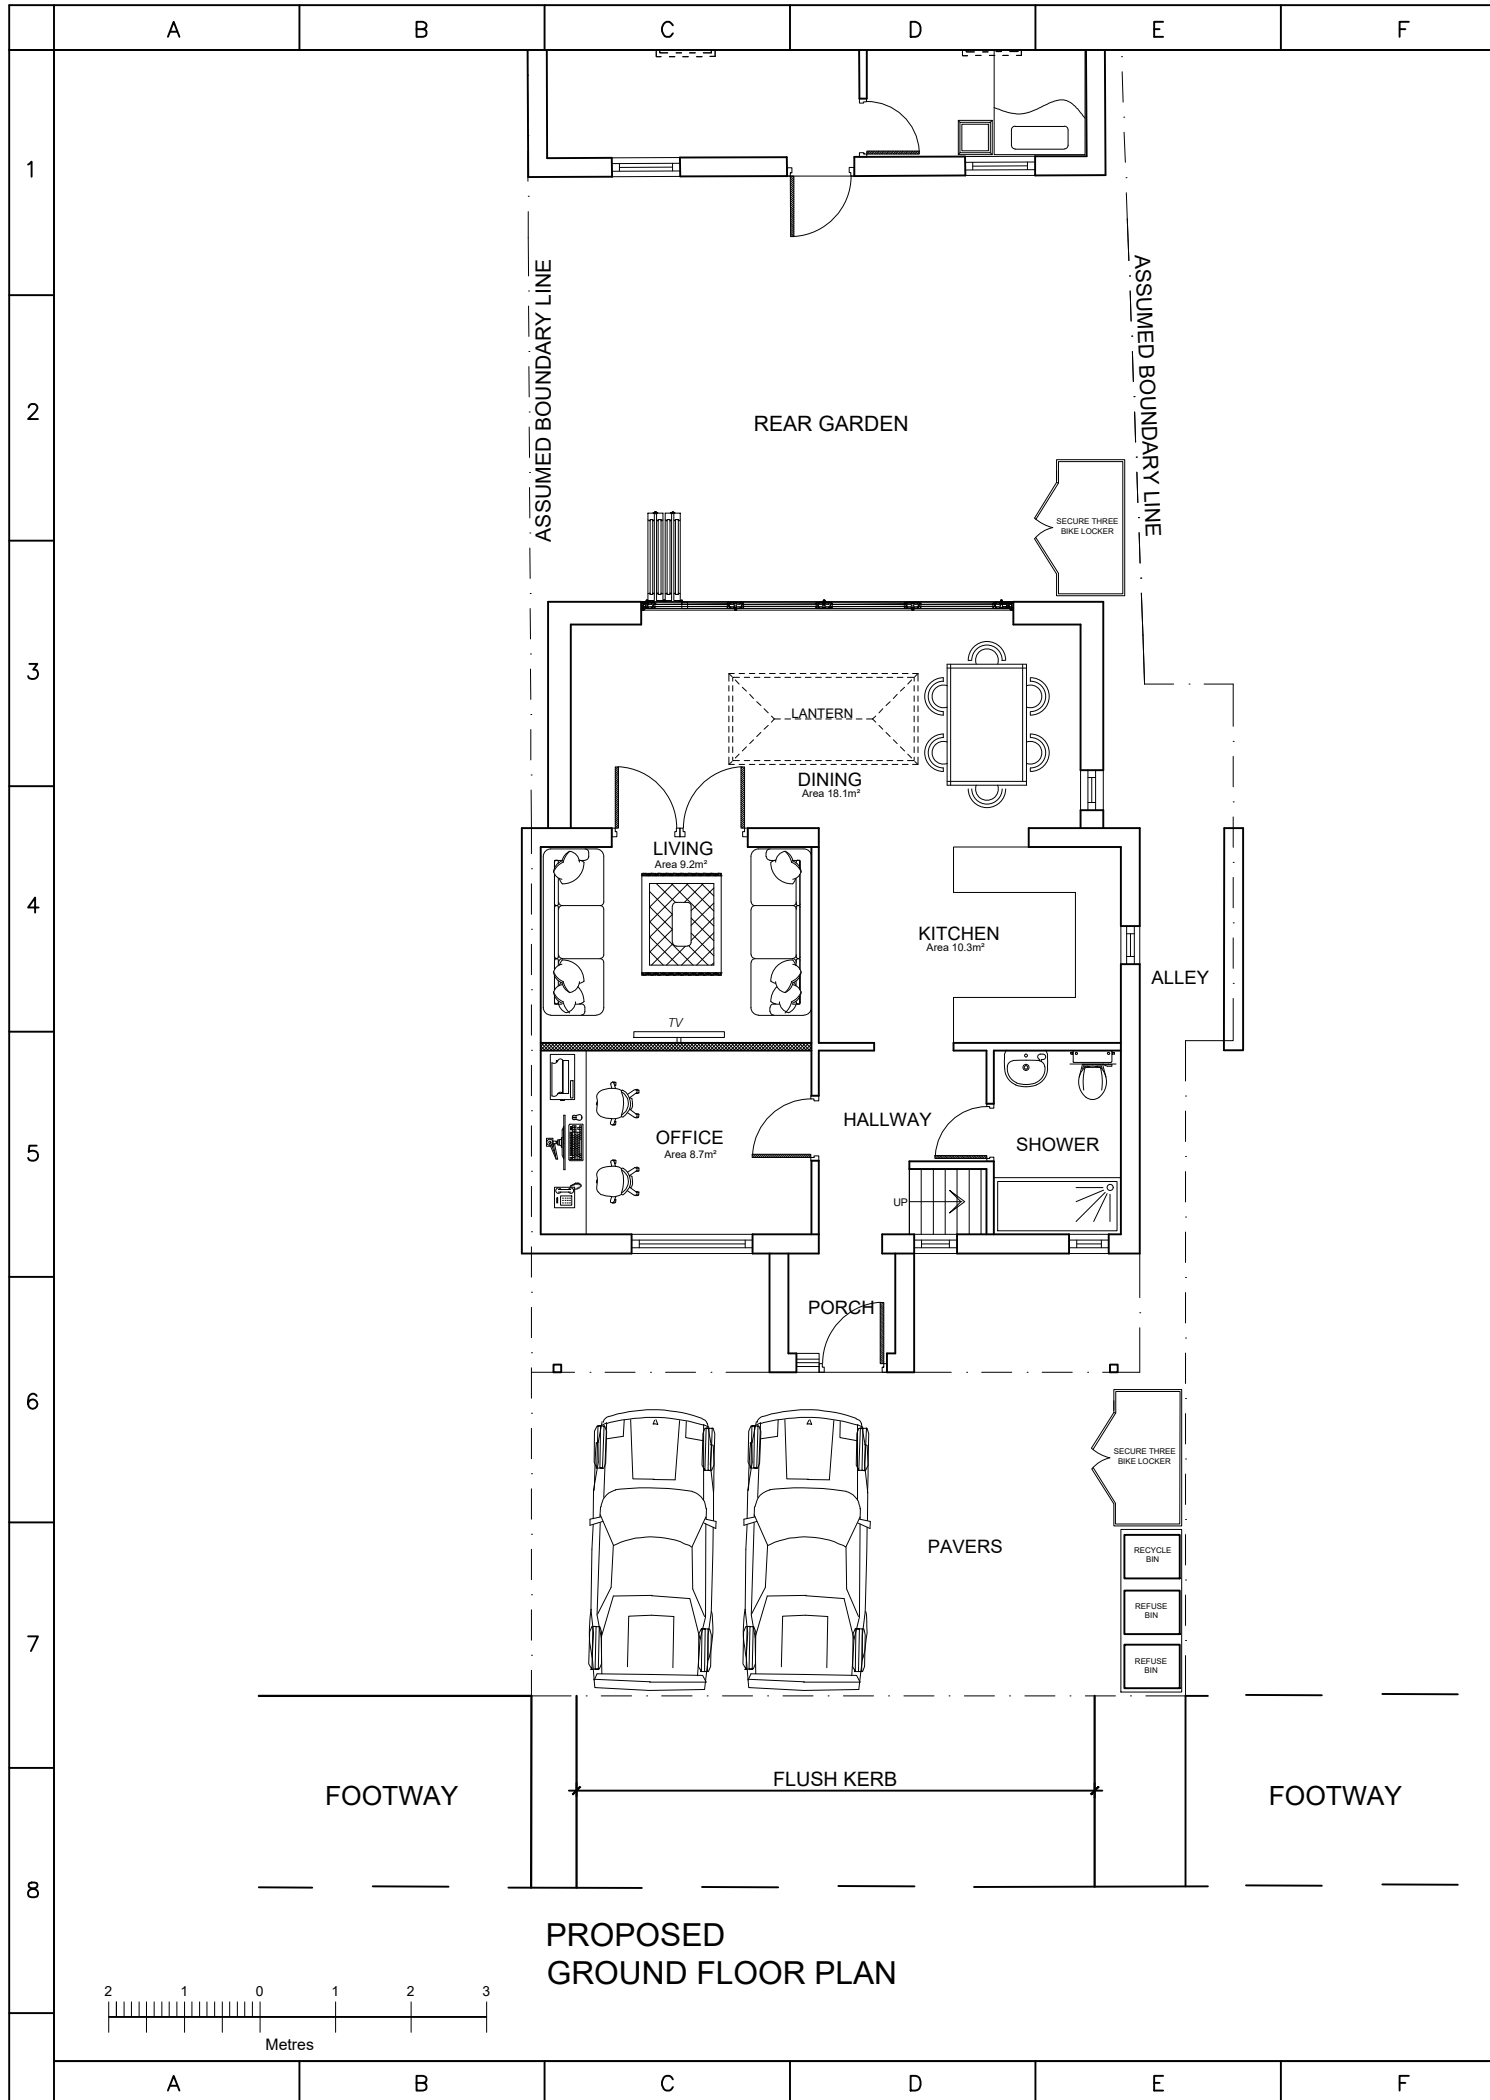 A B C D E F
1
ASSUMED BOUNDARY LINE
ASSUMED BOUNDARY LINE
2
REAR GARDEN
SECURE THREE
BIKE LOCKER
3
LANTERN
DINING
Area 18.1m²
LIVING
Area 9.2m²
4
KITCHEN
Area 10.3m²
ALLEY
TV
HALLWAY
5
OFFICE
Area 8.7m²
SHOWER
UP
PORCH
6
SECURE THREE
BIKE LOCKER
PAVERS
RECYCLE
BIN
REFUSE
BIN
7
REFUSE
BIN
FLUSH KERB
FOOTWAY
FOOTWAY
8
PROPOSED
GROUND FLOOR PLAN
2 1 0 1 2 3
Metres
A B C D E F